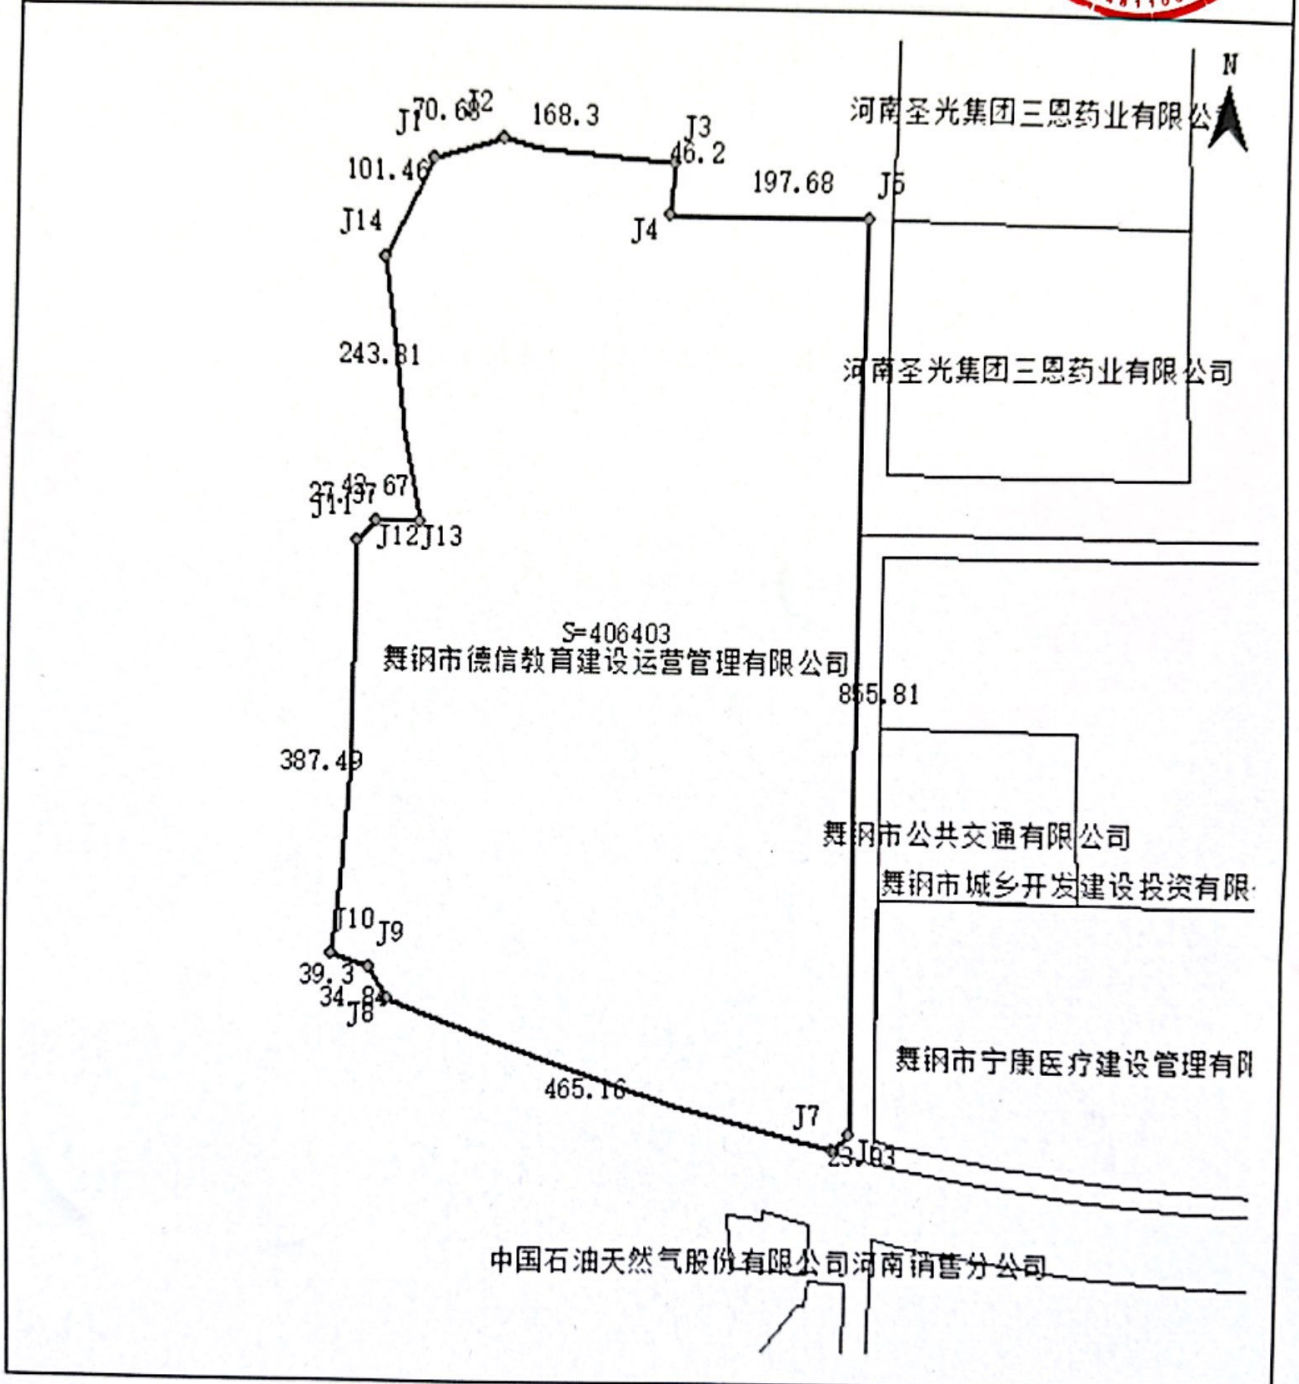 N
河南圣光集团三恩药业有限公
J1
70.68
J2
168.3
J3
46.2
101.46
197.68
J5
J14
J4
243.81
河南圣光集团三恩药业有限公司
J11
J12
J13
S=406403
舞钢市德信教育建设运营管理有限公司
855.81
387.49
舞钢市公共交通有限公司
舞钢市城乡开发建设投资有限
J10
J9
39.3
34.84
J8
舞钢市宁康医疗建设管理有限
465.16
J7
中国石油天然气股份有限公司河南销售分公司